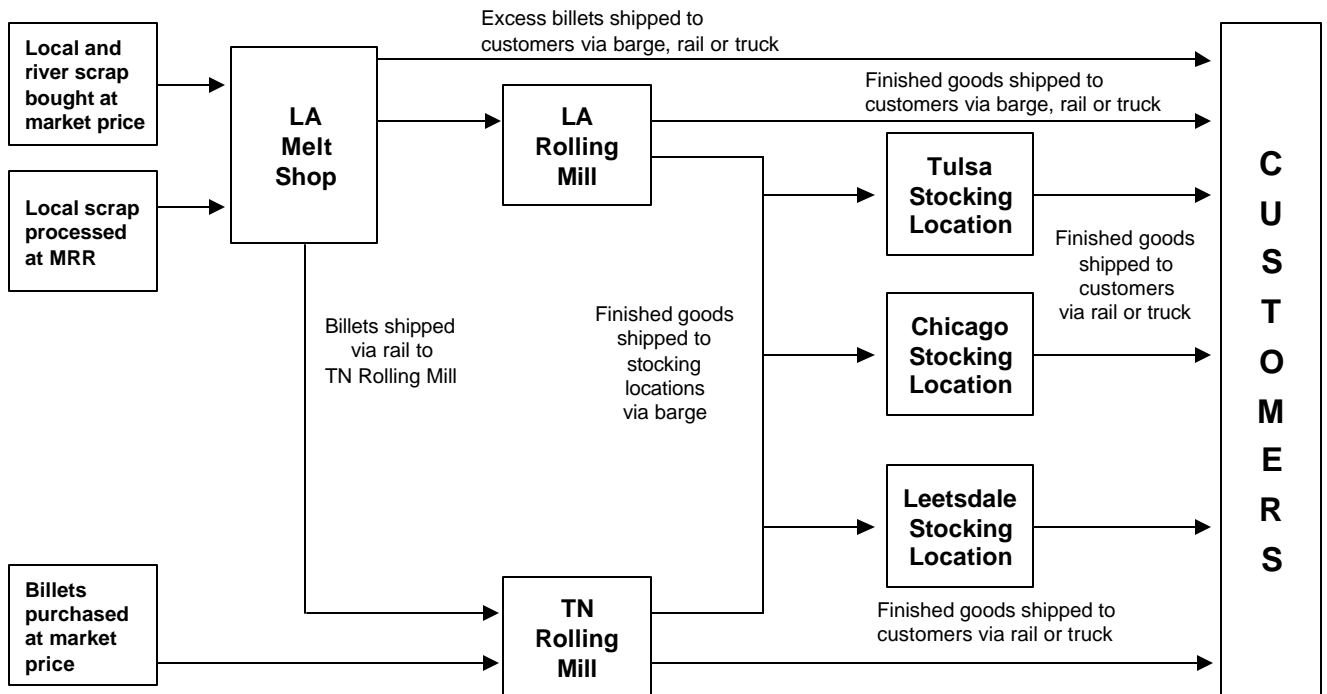 Local and
river scrap
bought at
market price
Local scrap
processed
at MRR
Billets
purchased
at market
price
LA
Melt
Shop
Excess billets shipped to
customers via barge, rail or truck
LA
Rolling
Mill
Finished goods shipped to
customers via barge, rail or truck
Billets shipped
via rail to
TN Rolling Mill
Finished goods
shipped to
stocking
locations
via barge
TN
Rolling
Mill
Tulsa
Stocking
Location
Chicago
Stocking
Location
Leetsdale
Stocking
Location
Finished goods
shipped to
customers
via rail or truck
Finished goods shipped to
customers via rail or truck
C
U
S
T
O
M
E
R
S